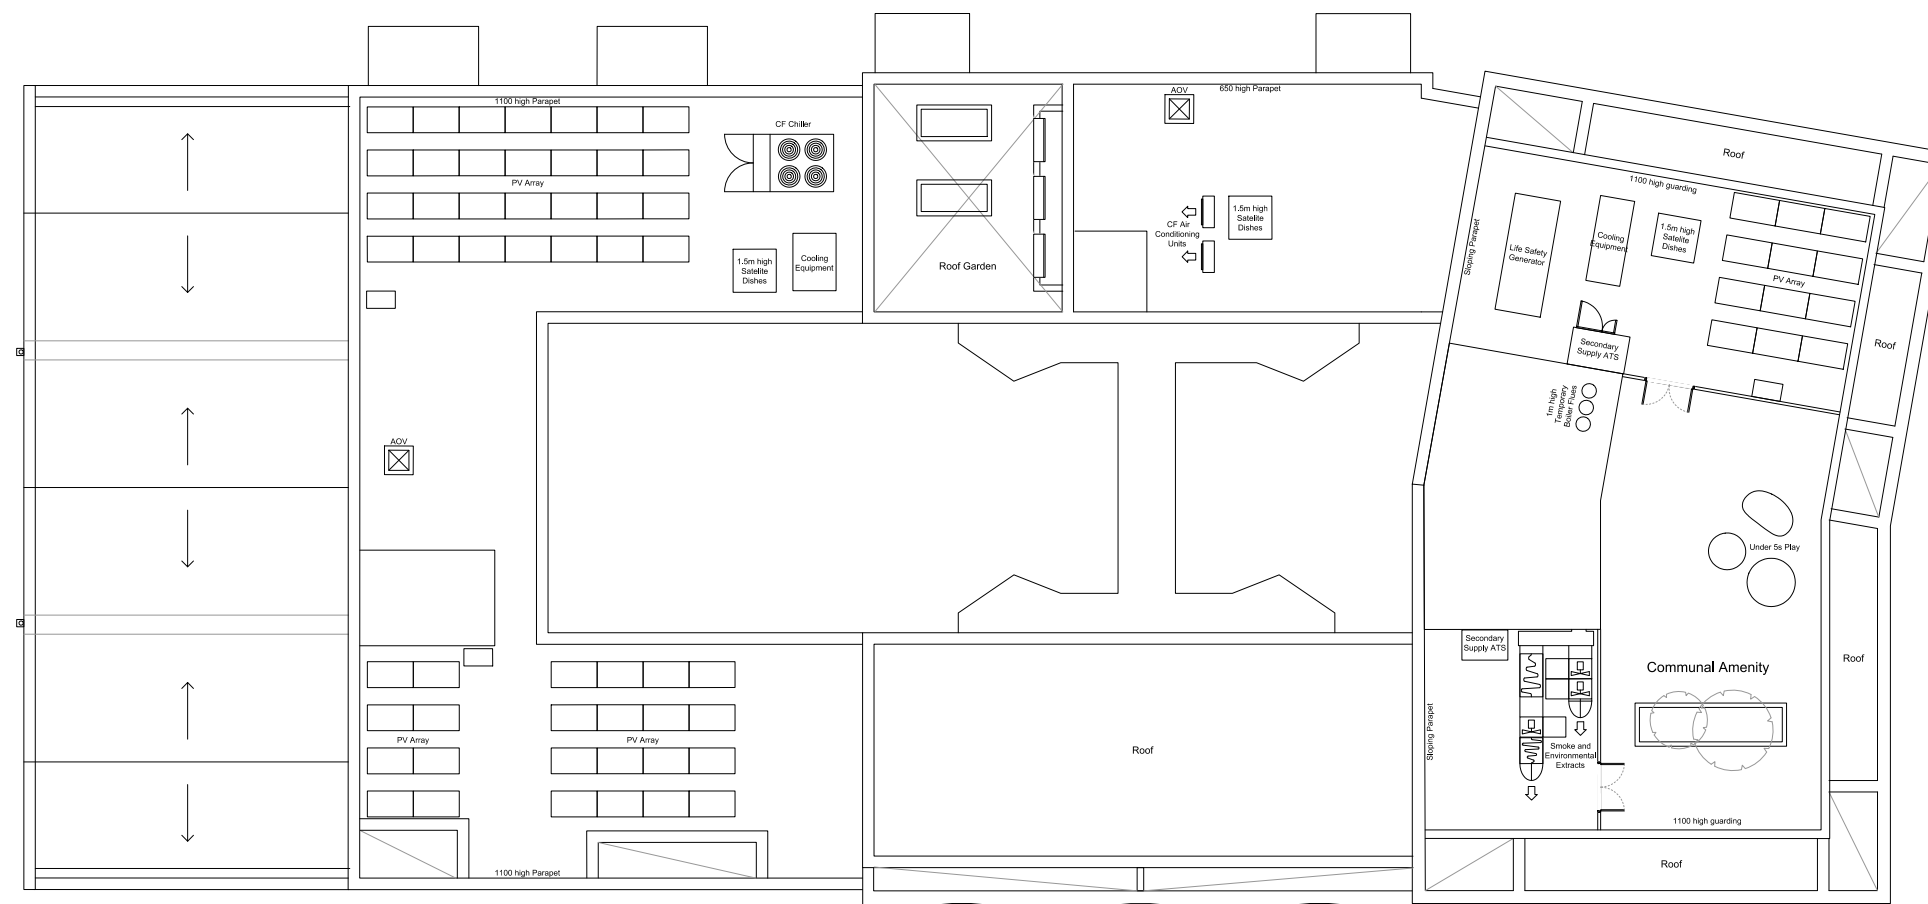 1100 high Parapet
CF Chiller
PV Array
1.5m high
Satelite
Dishes
Cooling
Equipment
AOV
PV Array
PV Array
1100 high Parapet
Roof Garden
AOV
650 high Parapet
CF Air
Conditioning
Units
1.5m high
Satelite
Dishes
Roof
Roof
1100 high guarding
Sloping Parapet
Life Safety
Generator
Cooling
Equipment
1.5m high
Satelite
Dishes
PV Array
Roof
Secondary
Supply ATS
1m high
Temporary
Boiler Flues
Under 5s Play
Secondary
Supply ATS
Communal Amenity
Roof
Sloping Parapet
Smoke and
Environmental
Extracts
1100 high guarding
Roof